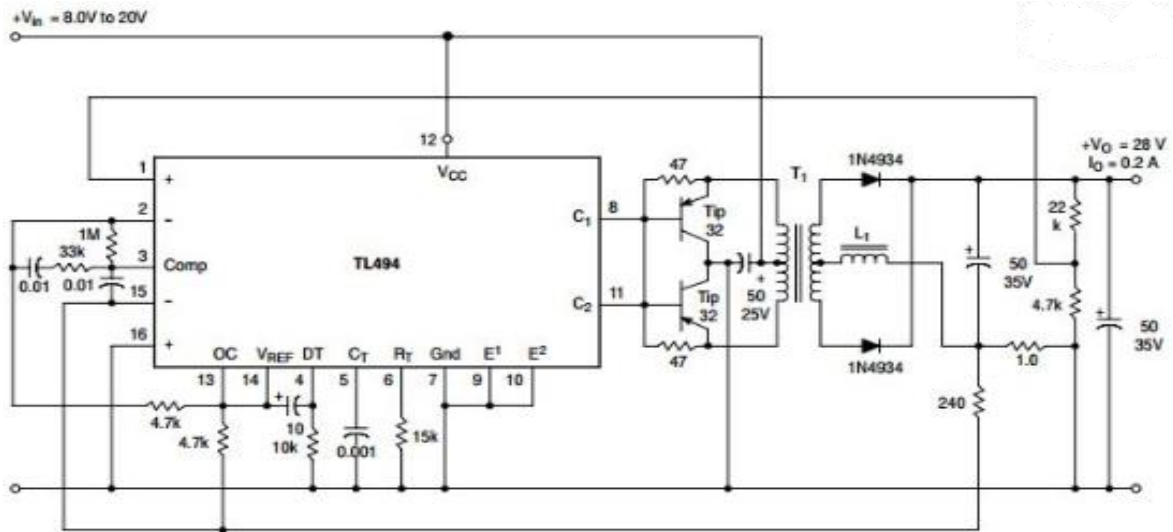 +Vin = 8.0V to 20V
12
VCC
1
+
2
−
1M
33k
3
Comp
0.01
0.01
15
−
16
+
TL494
C1
8
C2
11
OC
VREF
DT
CT
RT
Gnd
E1
E2
13
14
4
5
6
7
9
10
4.7k
4.7k
+
10
10k
0.001
15k
47
Tip
32
Tip
32
47
+
50
25V
T1
1N4934
L1
1N4934
+VO = 28 V
IO = 0.2 A
22
k
+
50
35V
4.7k
+
50
35V
1.0
240